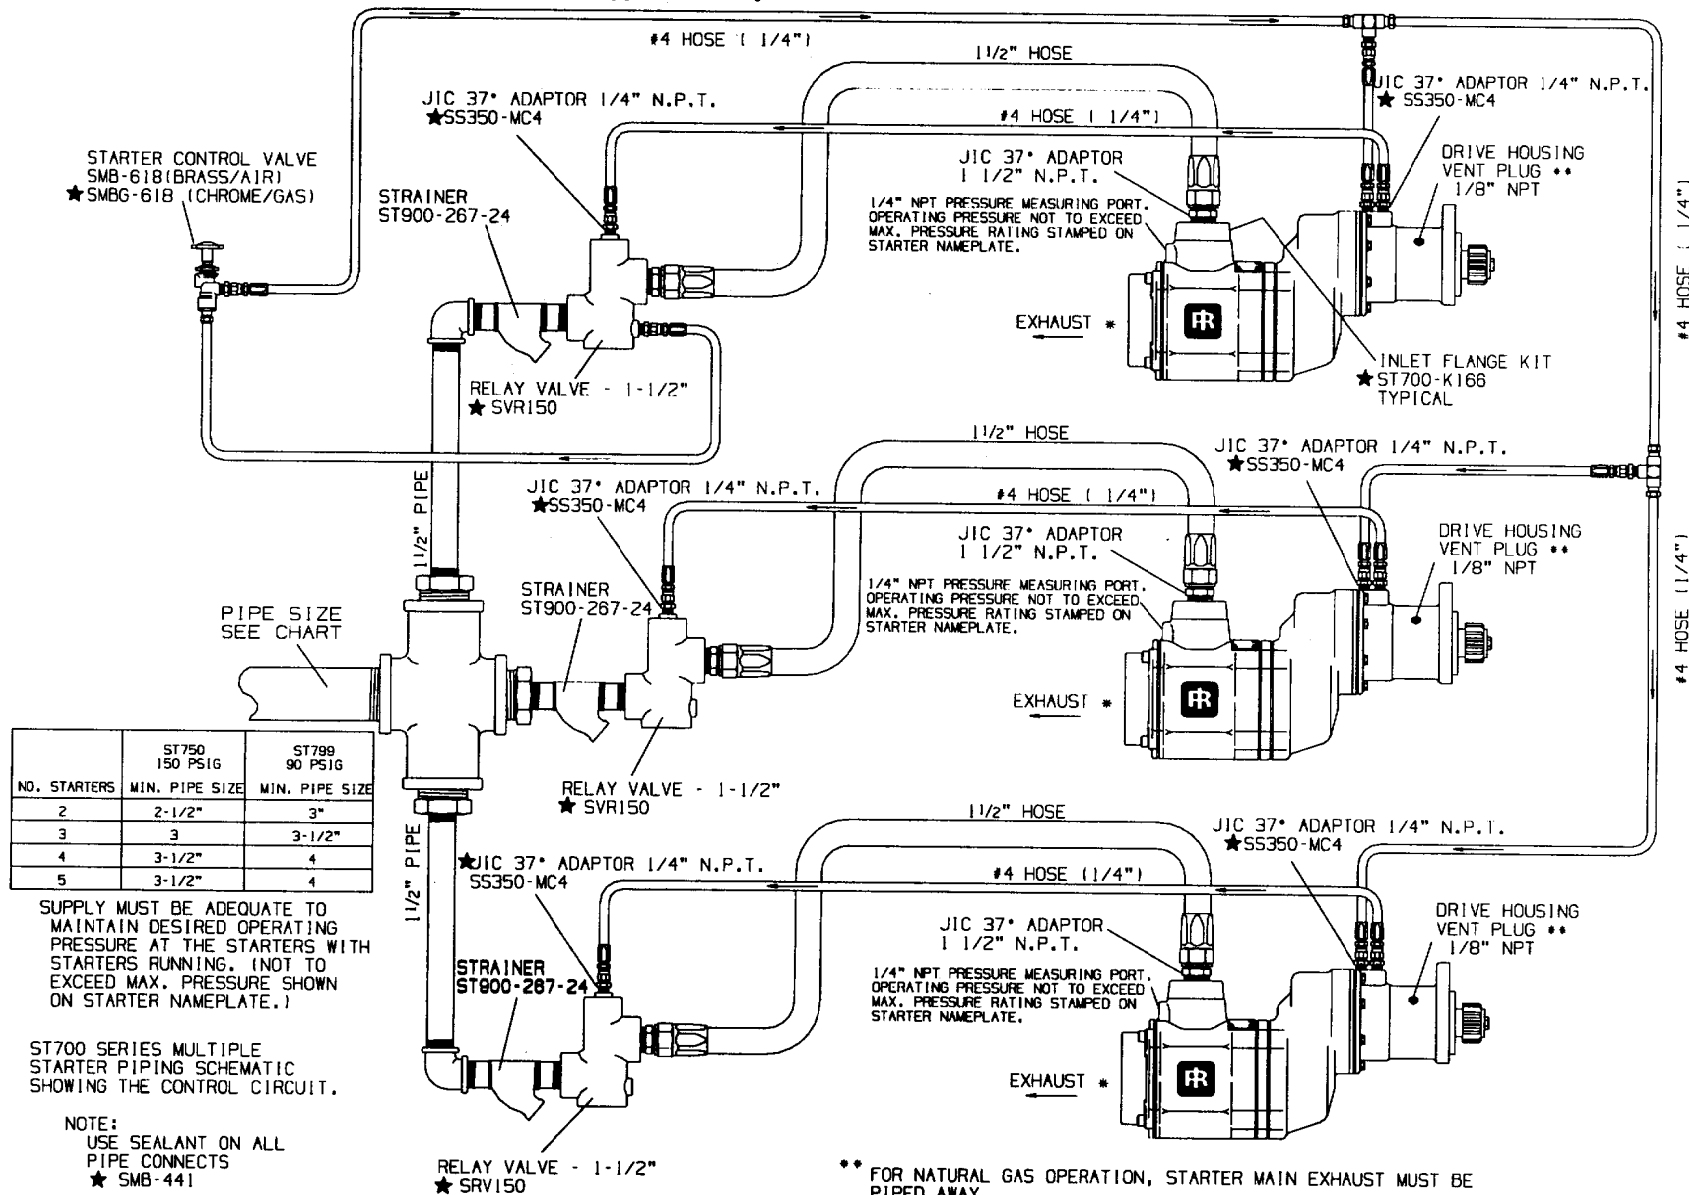 #4 HOSE ( 1/4")
1 1/2" HOSE
JIC 37° ADAPTOR 1/4" N.P.T.
★SS350-MC4
JIC 37° ADAPTOR 1/4" N.P.T.
★ SS350-MC4
#4 HOSE ( 1/4")
STARTER CONTROL VALVE
SMB-618(BRASS/AIR)
★ SMBG-618 (CHROME/GAS)
STRAINER
ST900-267-24
JIC 37° ADAPTOR
1 1/2" N.P.T.
DRIVE HOUSING
VENT PLUG **
1/8" NPT
1/4" NPT PRESSURE MEASURING PORT.
OPERATING PRESSURE NOT TO EXCEED
MAX. PRESSURE RATING STAMPED ON
STARTER NAMEPLATE.
#4 HOSE ( 1/4")
EXHAUST *
IR
INLET FLANGE KIT
★ ST700-K166
TYPICAL
RELAY VALVE - 1-1/2"
★ SVR150
1 1/2" PIPE
1 1/2" HOSE
JIC 37° ADAPTOR 1/4" N.P.T.
★SS350-MC4
JIC 37° ADAPTOR 1/4" N.P.T.
★SS350-MC4
#4 HOSE ( 1/4")
JIC 37° ADAPTOR
1 1/2" N.P.T.
DRIVE HOUSING
VENT PLUG **
1/8" NPT
STRAINER
ST900-267-24
1/4" NPT PRESSURE MEASURING PORT.
OPERATING PRESSURE NOT TO EXCEED
MAX. PRESSURE RATING STAMPED ON
STARTER NAMEPLATE.
#4 HOSE (1/4")
PIPE SIZE
SEE CHART
EXHAUST *
IR
RELAY VALVE - 1-1/2"
★ SVR150
ST750 ST799
150 PSIG 90 PSIG
NO. STARTERS MIN. PIPE SIZE MIN. PIPE SIZE
2 2-1/2" 3"
3 3 3-1/2"
4 3-1/2" 4
5 3-1/2" 4
1 1/2" PIPE
1 1/2" HOSE
JIC 37° ADAPTOR 1/4" N.P.T.
★SS350-MC4
★JIC 37° ADAPTOR 1/4" N.P.T.
SS350-MC4
#4 HOSE (1/4")
SUPPLY MUST BE ADEQUATE TO
MAINTAIN DESIRED OPERATING
PRESSURE AT THE STARTERS WITH
STARTERS RUNNING. (NOT TO
EXCEED MAX. PRESSURE SHOWN
ON STARTER NAMEPLATE.)
JIC 37° ADAPTOR
1 1/2" N.P.T.
DRIVE HOUSING
VENT PLUG **
1/8" NPT
STRAINER
ST900-267-24
1/4" NPT PRESSURE MEASURING PORT.
OPERATING PRESSURE NOT TO EXCEED
MAX. PRESSURE RATING STAMPED ON
STARTER NAMEPLATE.
ST700 SERIES MULTIPLE
STARTER PIPING SCHEMATIC
SHOWING THE CONTROL CIRCUIT.
EXHAUST *
IR
NOTE:
USE SEALANT ON ALL
PIPE CONNECTS
★ SMB-441
RELAY VALVE - 1-1/2"
★ SRV150
** FOR NATURAL GAS OPERATION, STARTER MAIN EXHAUST MUST BE
PIPED AWAY